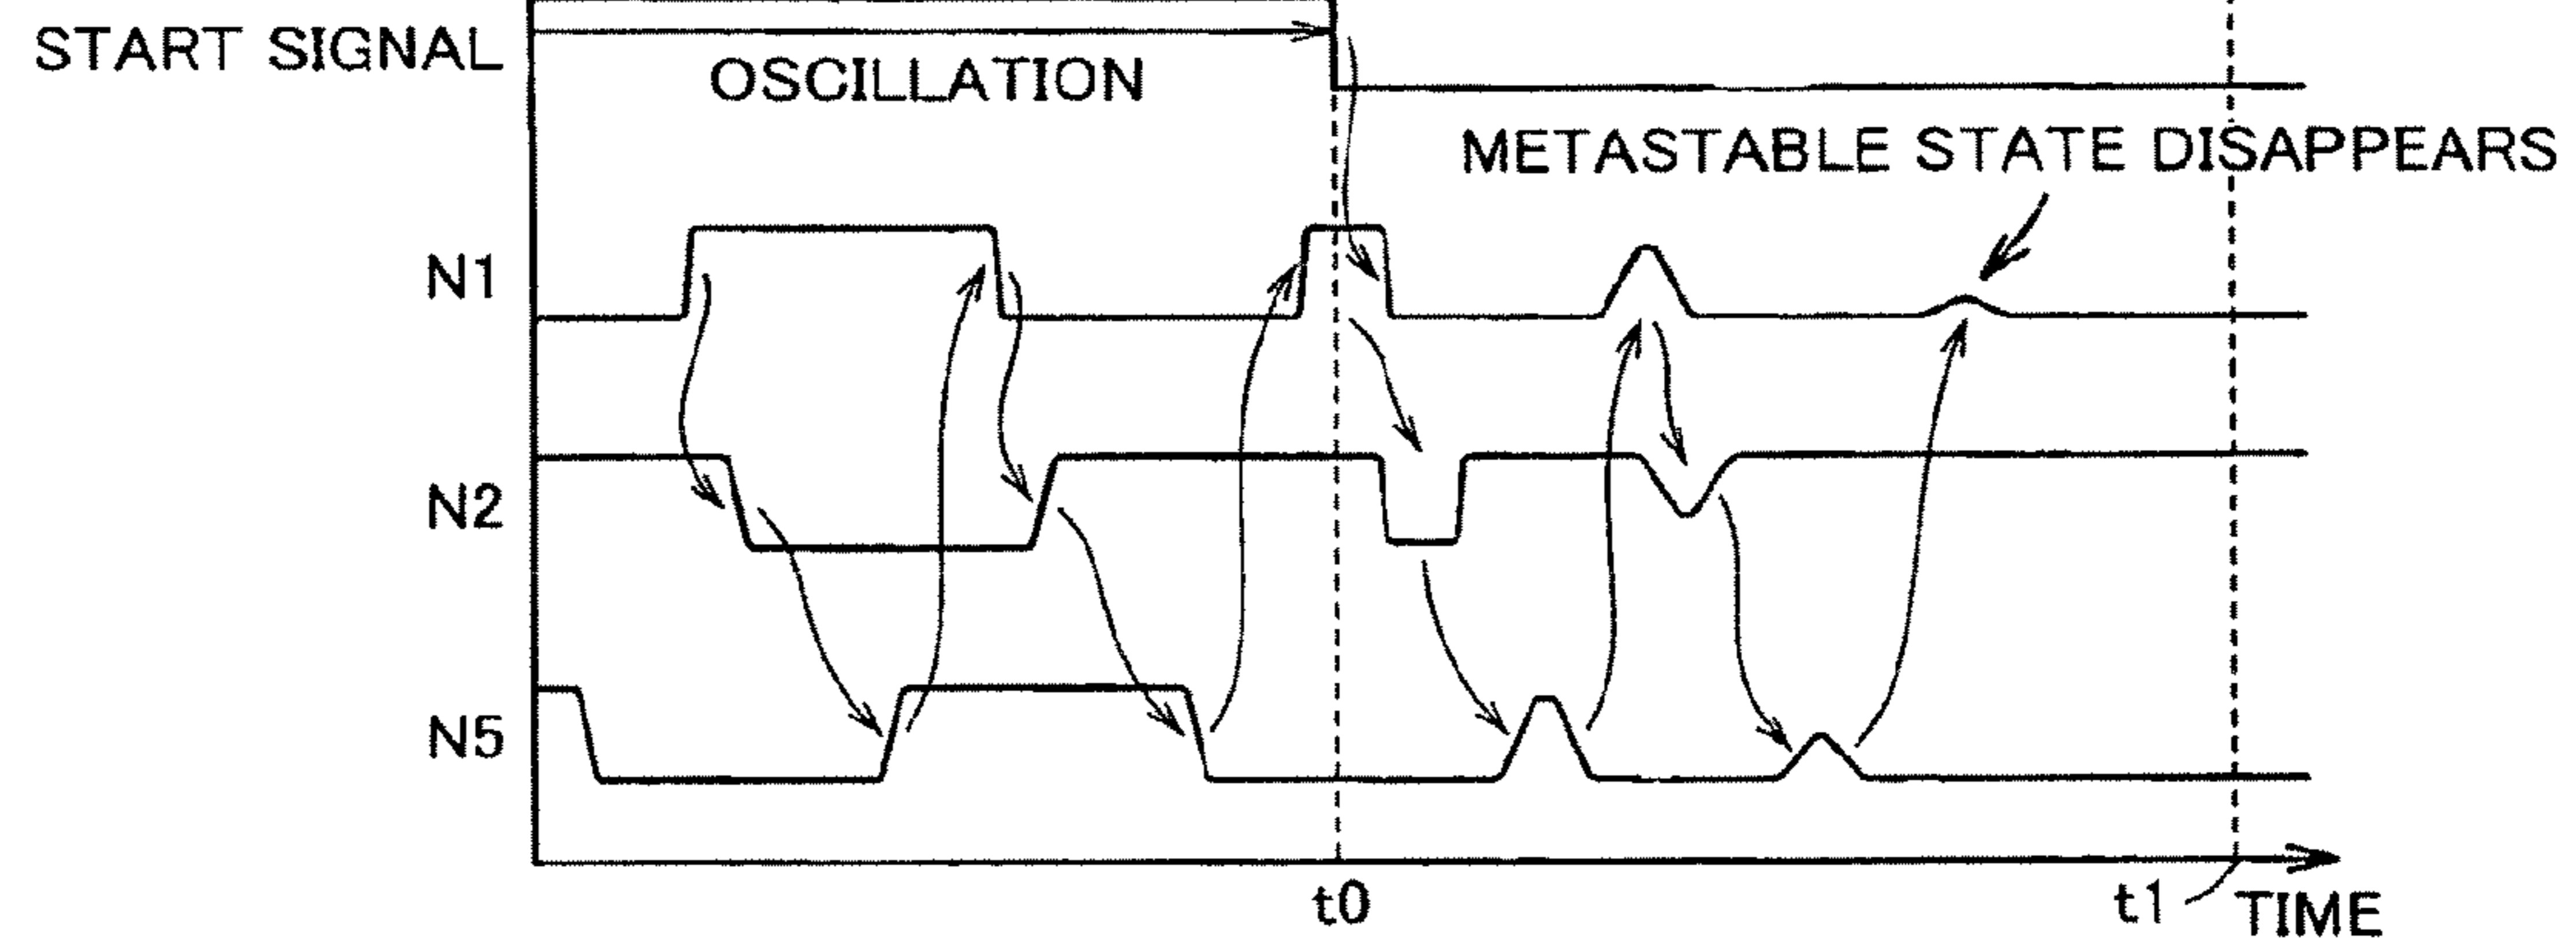 START SIGNAL
OSCILLATION
METASTABLE STATE DISAPPEARS
N1
N2
N5
t0
t1
TIME